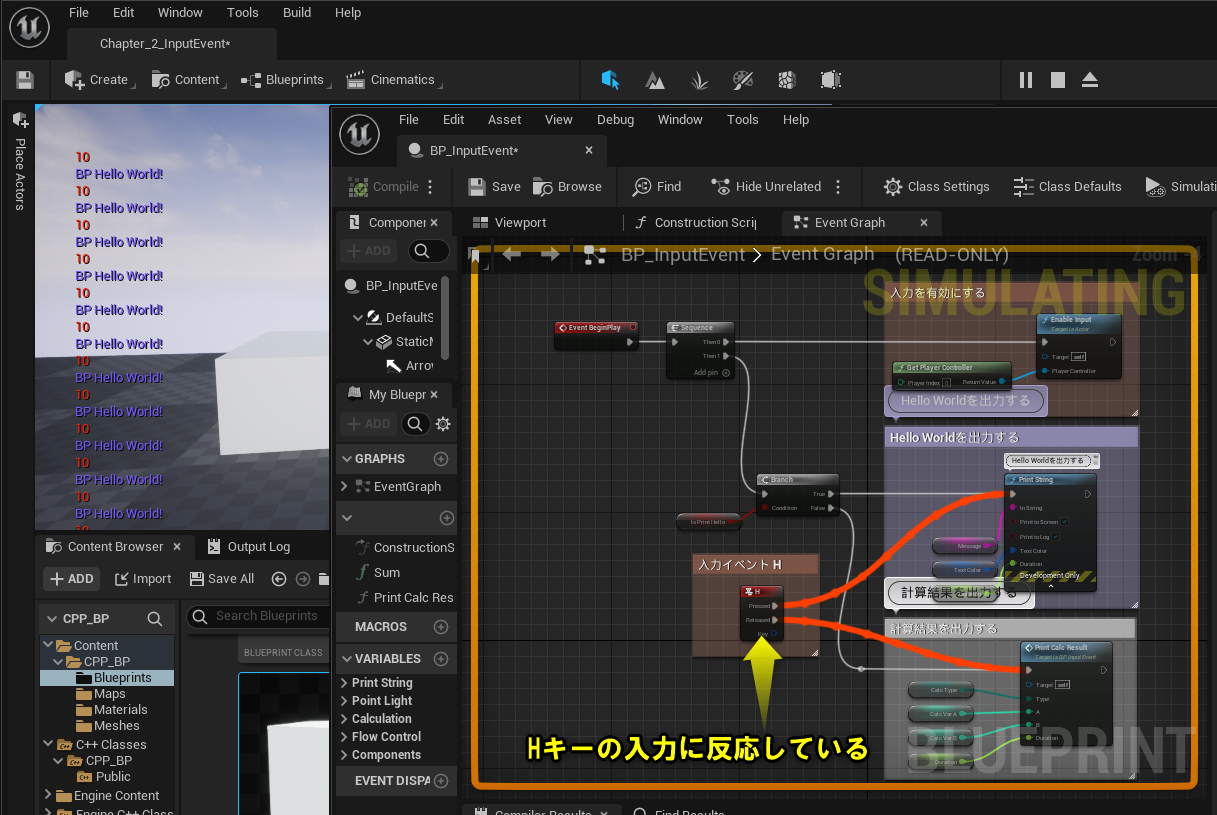 File Edit Window Tools Build Help
Chapter_2_InputEvent*
Create Content Blueprints Cinematics
Place Actors
10
BP Hello World!
10
BP Hello World!
10
BP Hello World!
10
BP Hello World!
10
BP Hello World!
10
BP Hello World!
10
BP Hello World!
10
BP Hello World!
10
BP Hello World!
10
BP Hello World!
10
BP Hello World!
10
File Edit Asset View Debug Window Tools Help
BP_InputEvent*
Compile Save Browse Find Hide Unrelated Class Settings Class Defaults Simulati
Componer Viewport Construction Scrip Event Graph
ADD
BP_InputEve
DefaultS
StaticM
Arro
My Bluepr
ADD
GRAPHS
EventGraph
ConstructionS
Sum
Print Calc Res
MACROS
VARIABLES
Print String
Point Light
Calculation
Flow Control
Components
EVENT DISPA
BP_InputEvent > Event Graph (READ-ONLY) Zoom -4
SIMULATING
入力を有効にする
Event BeginPlay
Sequence
Then 0
Then 1
Add pin
Enable Input
Target is Actor
Target self
Player Controller
Get Player Controller
Player Index 0 Return Value
Hello Worldを出力する
Hello Worldを出力する
Hello Worldを出力する
Print String
In String
Print to Screen
Print to Log
Text Color
Duration
Development Only
Message
Text Color
Branch
True
Condition False
Is Print Hello
入力イベント H
H
Pressed
Released
Key
計算結果を出力する
計算結果を出力する
Print Calc Result
Target is BP Input Event
Target self
Type
A
B
Duration
Calc Type
Calc Var A
Calc Var B
Duration
Hキーの入力に反応している
BLUEPRINT
Compiler Results Find Results
Content Browser Output Log
ADD Import Save All
CPP_BP
Search Blueprints
Content
CPP_BP
Blueprints
Maps
Materials
Meshes
C++ Classes
CPP_BP
Public
Engine Content
Engine C++ Class
BLUEPRINT CLASS